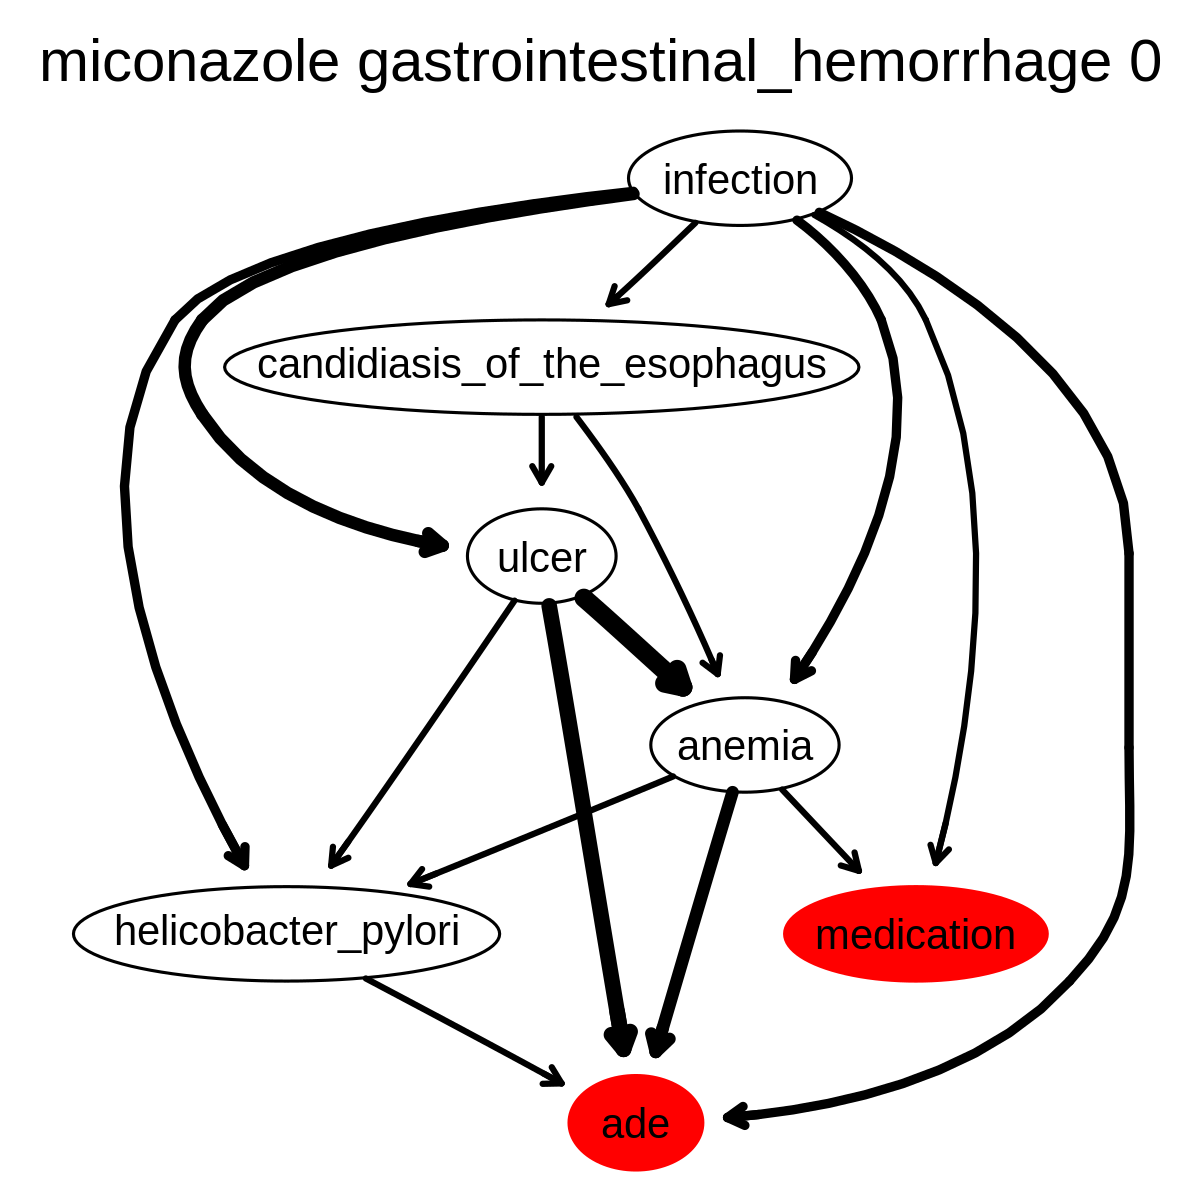 miconazole gastrointestinal_hemorrhage 0
infection
candidiasis_of_the_esophagus
ulcer
anemia
helicobacter_pylori
medication
ade